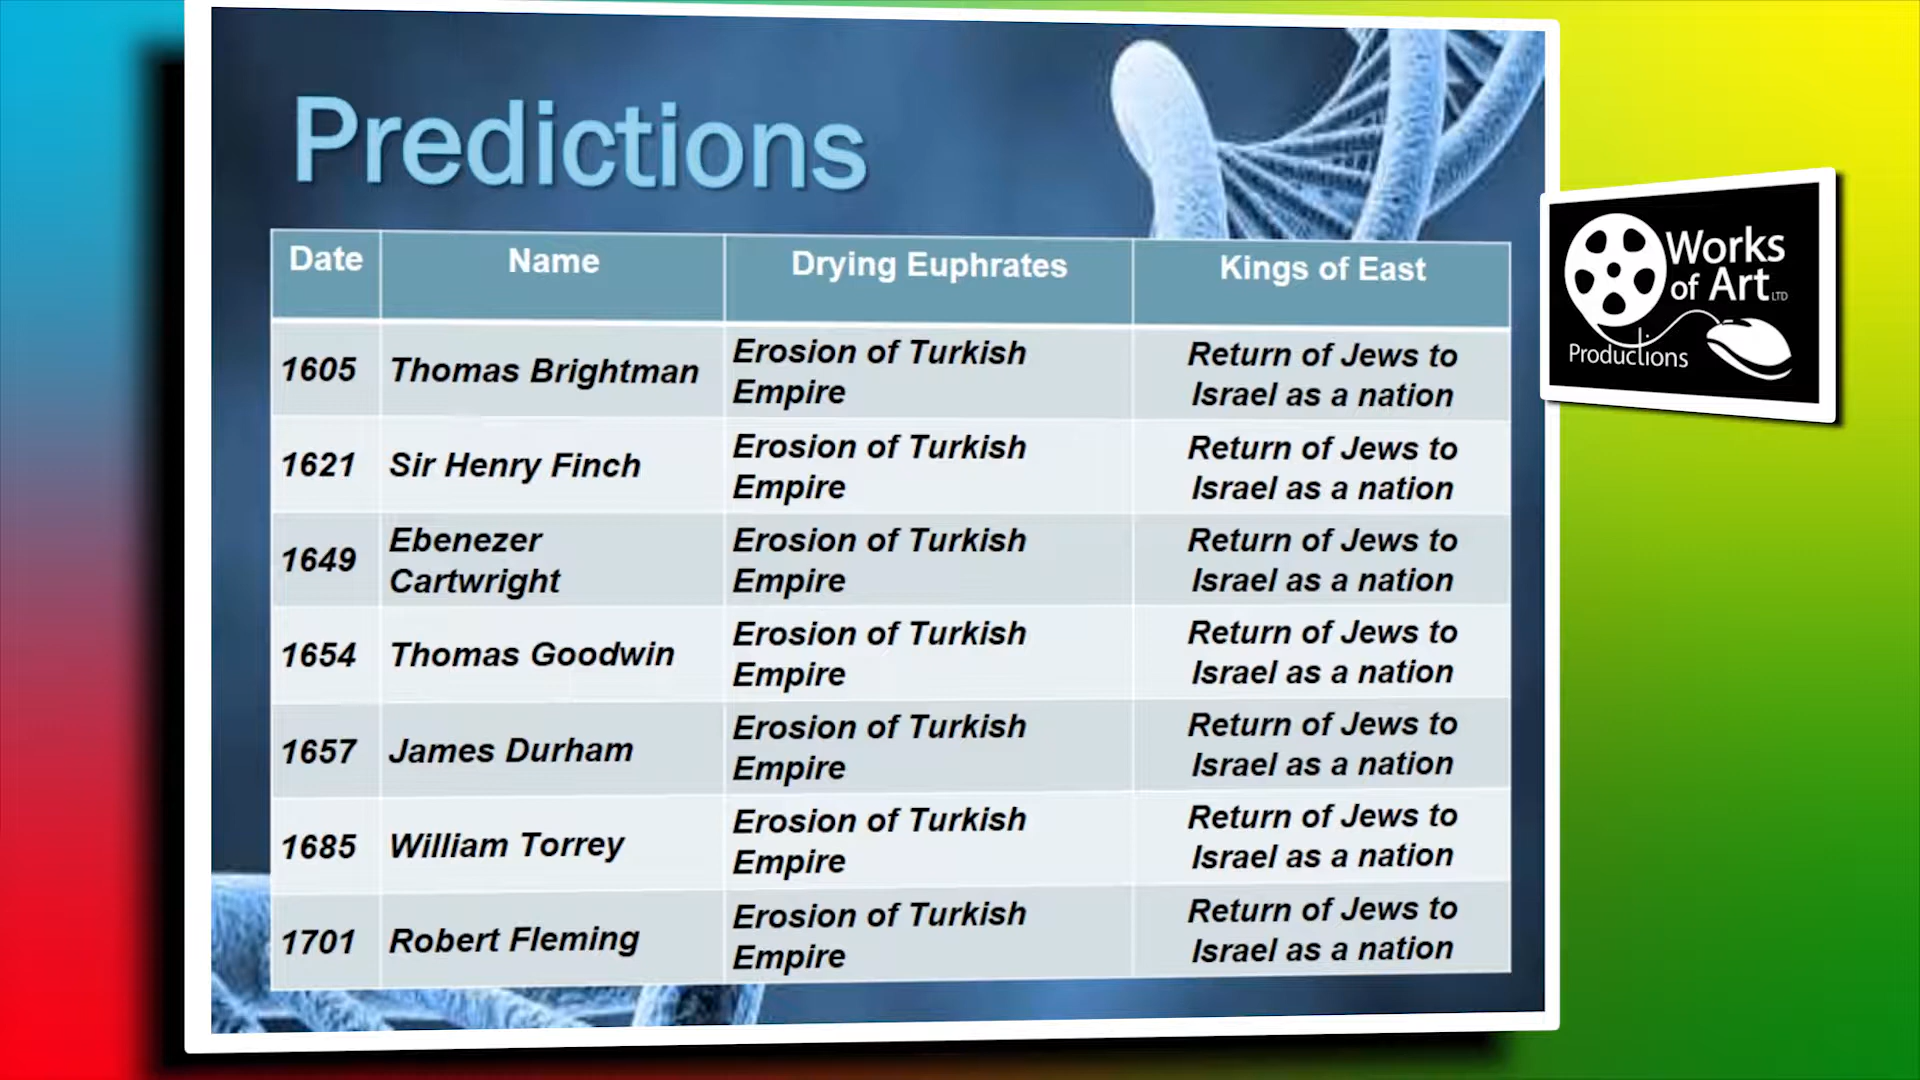 Predictions
Date Name Drying Euphrates Kings of East
1605 Thomas Brightman Erosion of Turkish Empire Return of Jews to Israel as a nation
1621 Sir Henry Finch Erosion of Turkish Empire Return of Jews to Israel as a nation
1649 Ebenezer Cartwright Erosion of Turkish Empire Return of Jews to Israel as a nation
1654 Thomas Goodwin Erosion of Turkish Empire Return of Jews to Israel as a nation
1657 James Durham Erosion of Turkish Empire Return of Jews to Israel as a nation
1685 William Torrey Erosion of Turkish Empire Return of Jews to Israel as a nation
1701 Robert Fleming Erosion of Turkish Empire Return of Jews to Israel as a nation
Works
of Art LTD
Productions